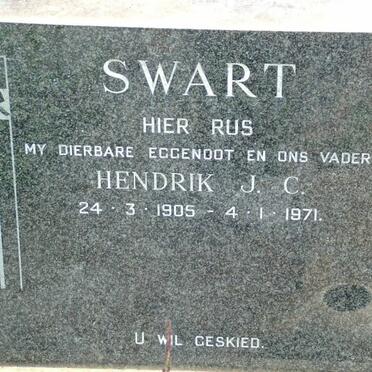 SWART
HIER RUS
MY DIERBARE EGGENOOT EN ONS VADER
HENDRIK J. C.
24 · 3 · 1905 - 4 · 1 · 1971.
U WIL GESKIED.